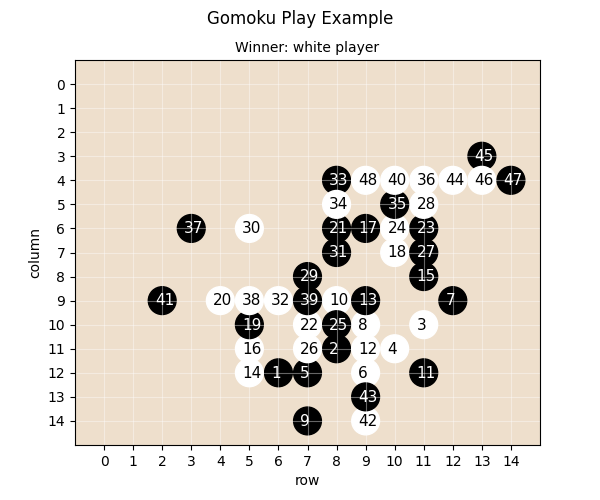 Gomoku Play Example
Winner: white player
0
1
2
3 45
4 33 48 40 36 44 46 47
5 34 35 28
6 37 30 21 17 24 23
7 31 18 27
8 29 15
9 41 20 38 32 39 10 13 7
10 19 22 25 8 3
11 16 26 2 12 4
12 14 1 5 6 11
13 43
14 9 42
0 1 2 3 4 5 6 7 8 9 10 11 12 13 14
row
column